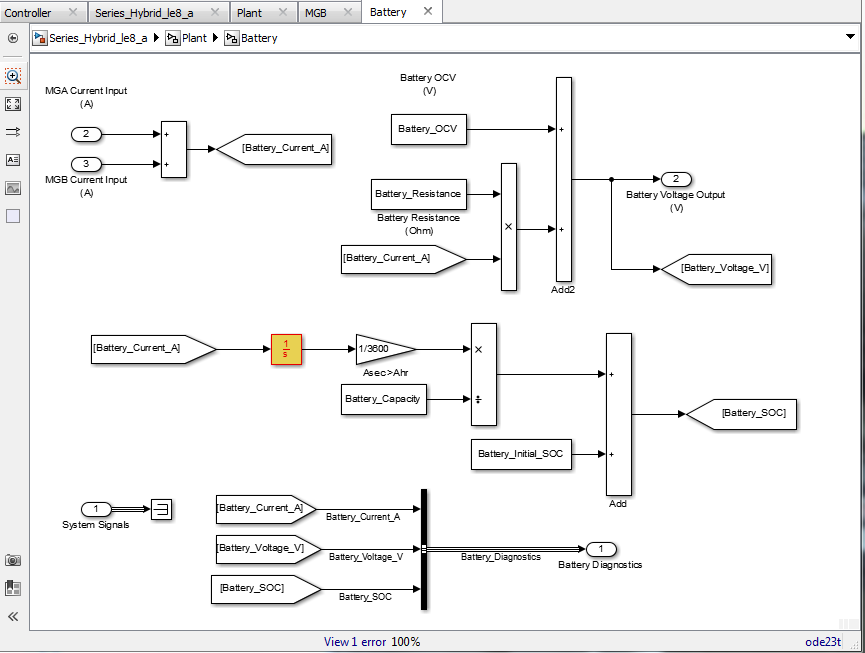 Controller
Series_Hybrid_le8_a
Plant
MGB
Battery
Series_Hybrid_le8_a
Plant
Battery
MGA Current Input
(A)
2
3
MGB Current Input
(A)
+
+
[Battery_Current_A]
Battery OCV
(V)
Battery_OCV
Battery_Resistance
Battery Resistance
(Ohm)
[Battery_Current_A]
×
+
+
Add2
2
Battery Voltage Output
(V)
[Battery_Voltage_V]
[Battery_Current_A]
1
s
1/3600
Asec>Ahr
Battery_Capacity
×
÷
Battery_Initial_SOC
+
+
Add
[Battery_SOC]
1
System Signals
[Battery_Current_A]
Battery_Current_A
[Battery_Voltage_V]
Battery_Voltage_V
[Battery_SOC]
Battery_SOC
Battery_Diagnostics
1
Battery Diagnostics
View 1 error
100%
ode23t